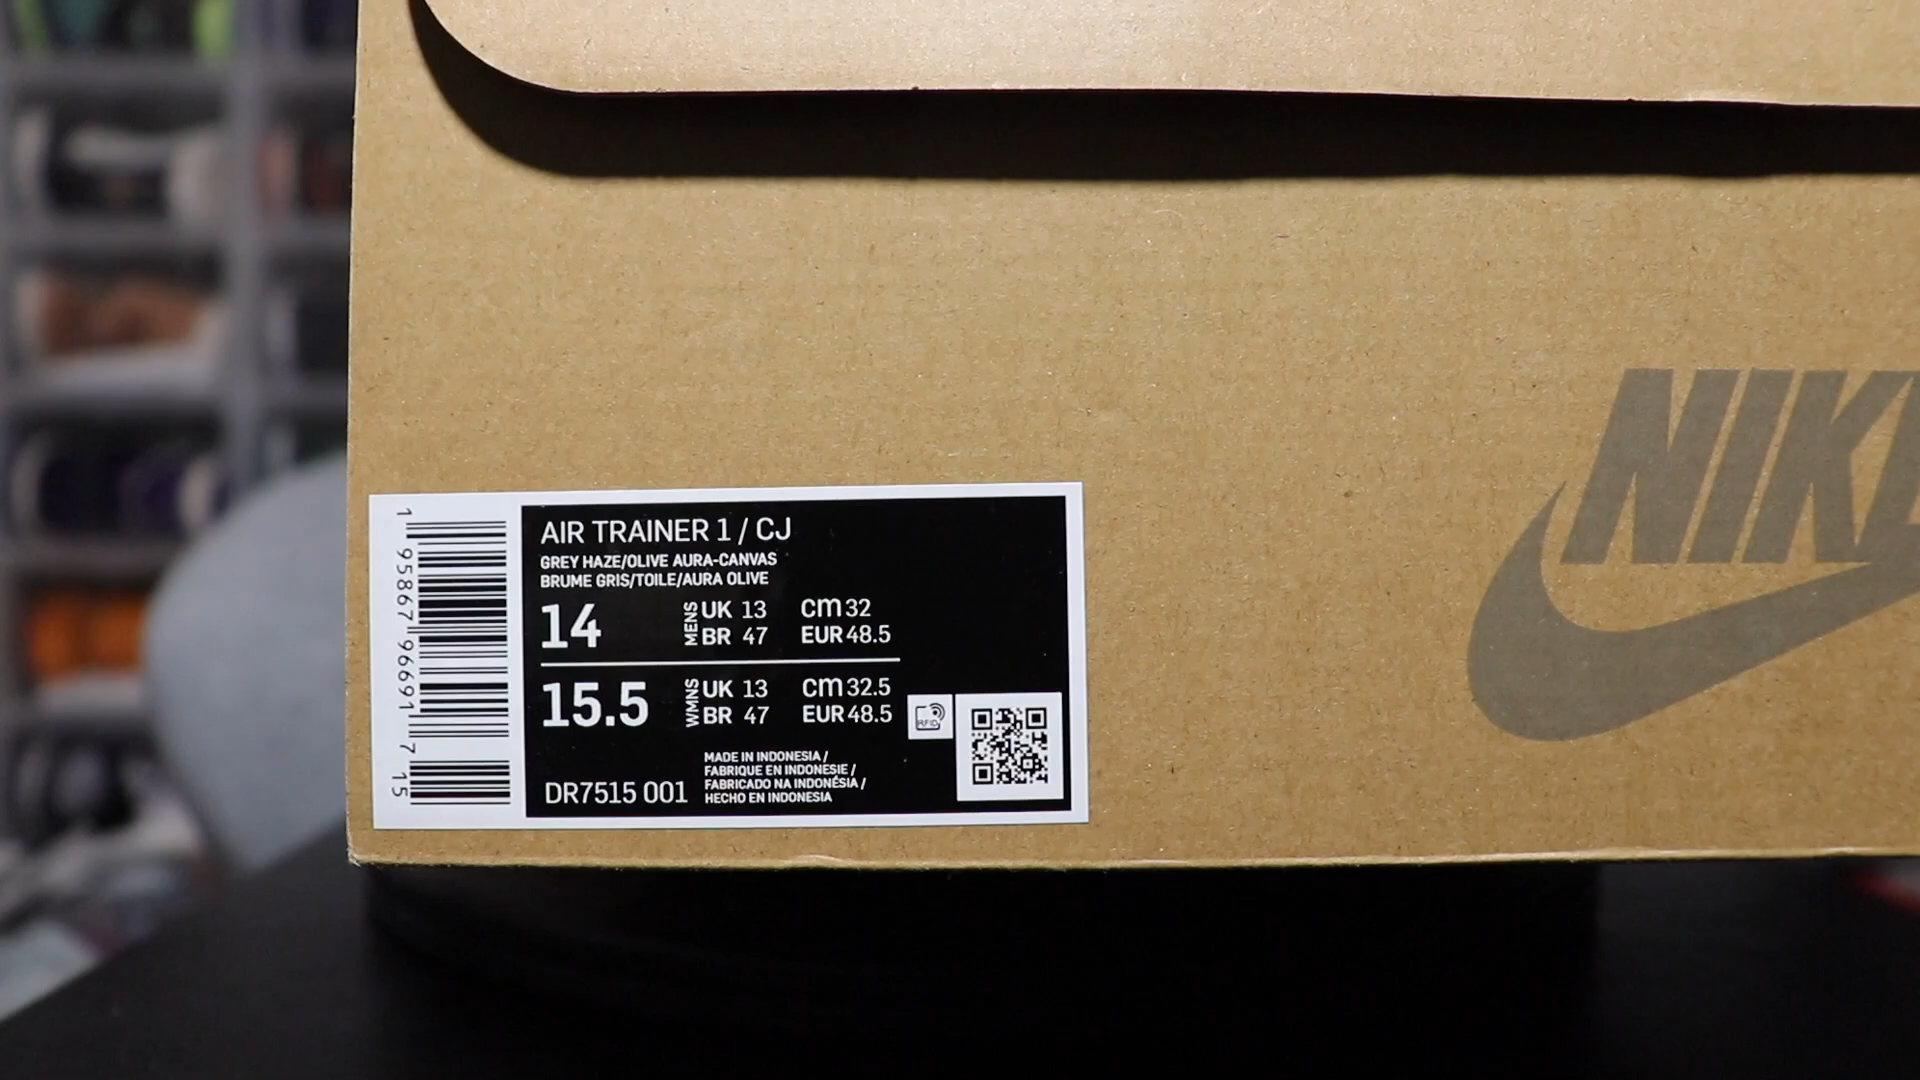 AIR TRAINER 1 / CJ
GREY HAZE/OLIVE AURA-CANVAS
BRUME GRIS/TOILE/AURA OLIVE
14 MENS UK 13 cm 32
BR 47 EUR 48.5
15.5 WMNS UK 13 cm 32.5
BR 47 EUR 48.5
RFID
MADE IN INDONESIA /
FABRIQUE EN INDONESIE /
FABRICADO NA INDONÉSIA /
HECHO EN INDONESIA
DR7515 001
1 95867 96691 7 15
NIKE